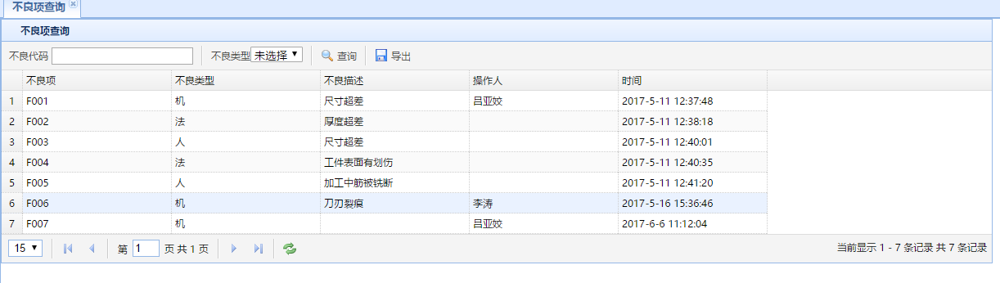 不良项查询
不良项查询
不良代码 不良类型 未选择 查询 导出
不良项 不良类型 不良描述 操作人 时间
1 F001 机 尺寸超差 吕亚姣 2017-5-11 12:37:48
2 F002 法 厚度超差 2017-5-11 12:38:18
3 F003 人 尺寸超差 2017-5-11 12:40:01
4 F004 法 工件表面有划伤 2017-5-11 12:40:35
5 F005 人 加工中筋被铣断 2017-5-11 12:41:20
6 F006 机 刀刃裂痕 李涛 2017-5-16 15:36:46
7 F007 机 吕亚姣 2017-6-6 11:12:04
15 第 1 页 共 1 页 当前显示 1 - 7 条记录 共 7 条记录